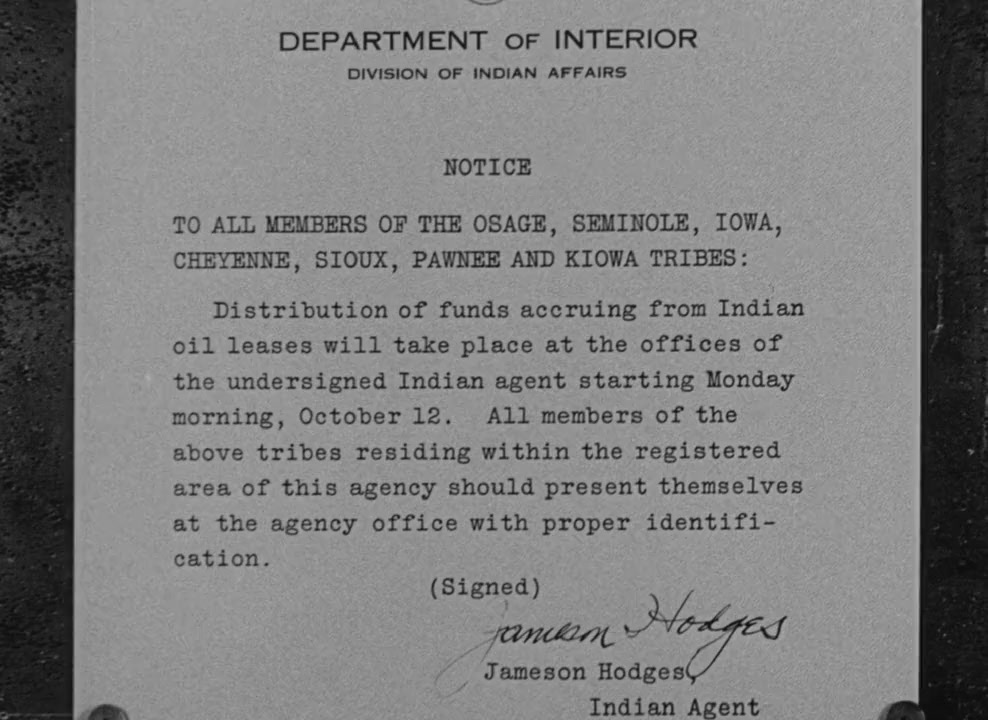 DEPARTMENT OF INTERIOR
DIVISION OF INDIAN AFFAIRS
NOTICE
TO ALL MEMBERS OF THE OSAGE, SEMINOLE, IOWA,
CHEYENNE, SIOUX, PAWNEE AND KIOWA TRIBES:
Distribution of funds accruing from Indian
oil leases will take place at the offices of
the undersigned Indian agent starting Monday
morning, October 12. All members of the
above tribes residing within the registered
area of this agency should present themselves
at the agency office with proper identifi-
cation.
(Signed)
Jameson Hodges
Jameson Hodges,
Indian Agent